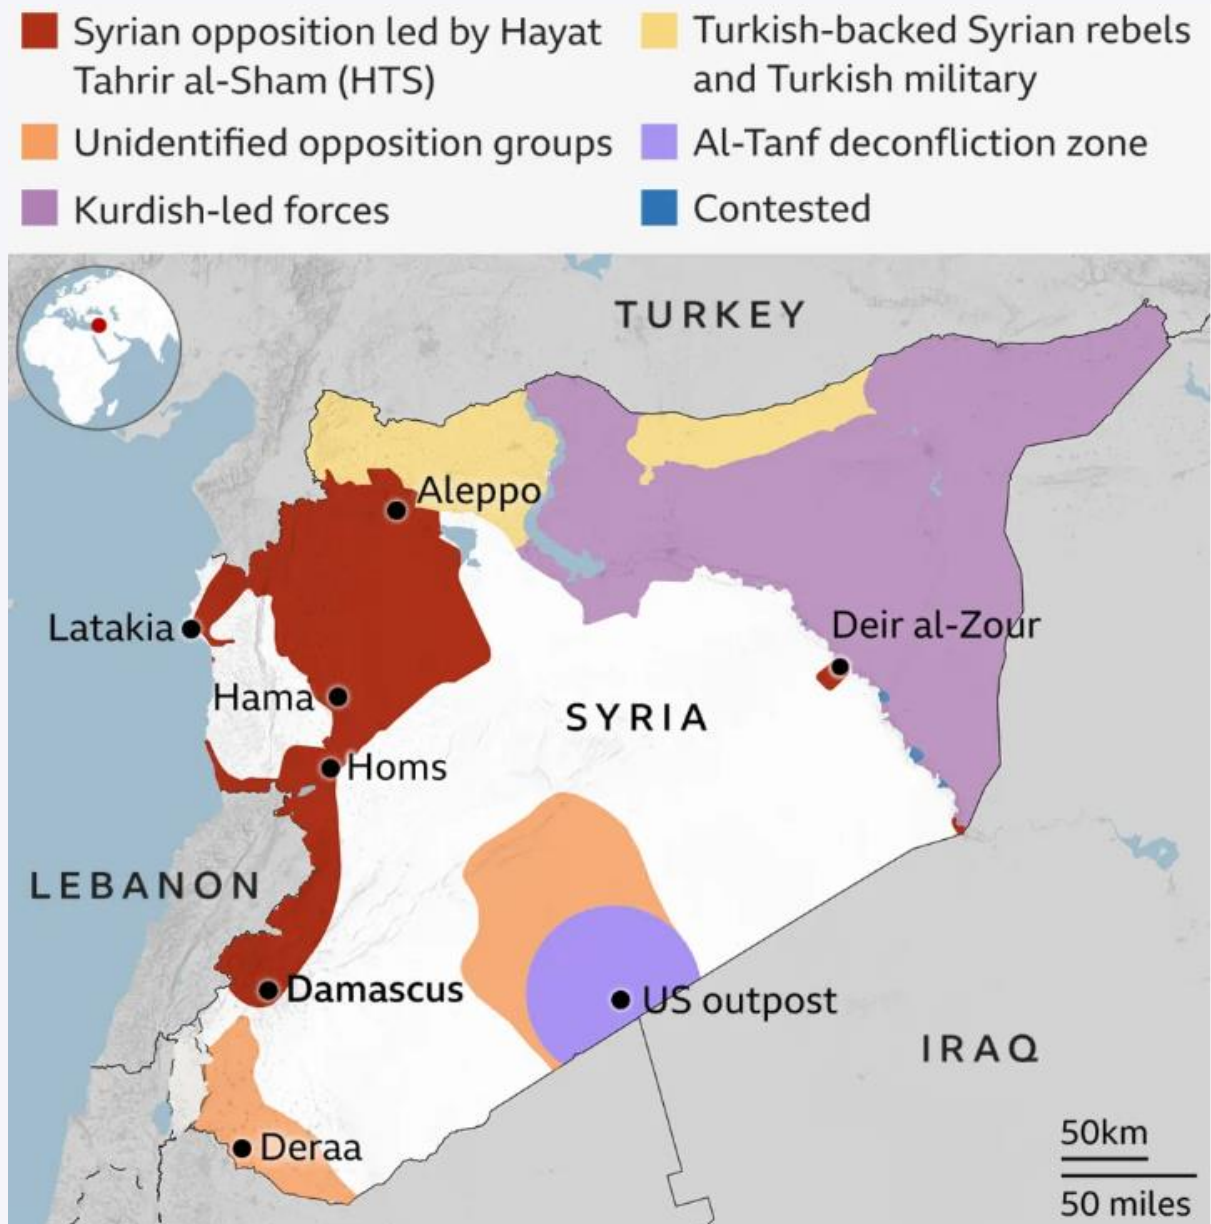 Syrian opposition led by Hayat
Tahrir al-Sham (HTS)
Turkish-backed Syrian rebels
and Turkish military
Unidentified opposition groups
Al-Tanf deconfliction zone
Kurdish-led forces
Contested
TURKEY
Aleppo
Latakia
Deir al-Zour
Hama
SYRIA
Homs
LEBANON
Damascus
US outpost
IRAQ
Deraa
50km
50 miles